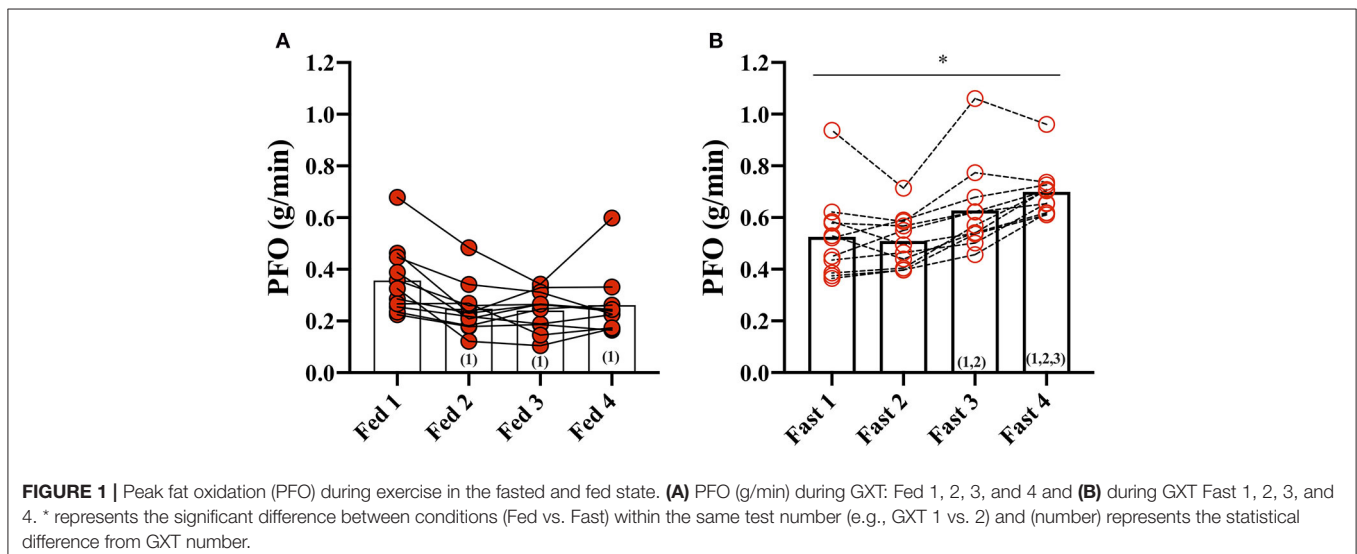 A
B
1.2
1.0
0.8
0.6
0.4
0.2
0.0
PFO (g/min)
(1)
(1)
(1)
Fed 1
Fed 2
Fed 3
Fed 4
*
1.2
1.0
0.8
0.6
0.4
0.2
0.0
PFO (g/min)
(1,2)
(1,2,3)
Fast 1
Fast 2
Fast 3
Fast 4
FIGURE 1 | Peak fat oxidation (PFO) during exercise in the fasted and fed state. (A) PFO (g/min) during GXT: Fed 1, 2, 3, and 4 and (B) during GXT Fast 1, 2, 3, and
4. * represents the significant difference between conditions (Fed vs. Fast) within the same test number (e.g., GXT 1 vs. 2) and (number) represents the statistical
difference from GXT number.